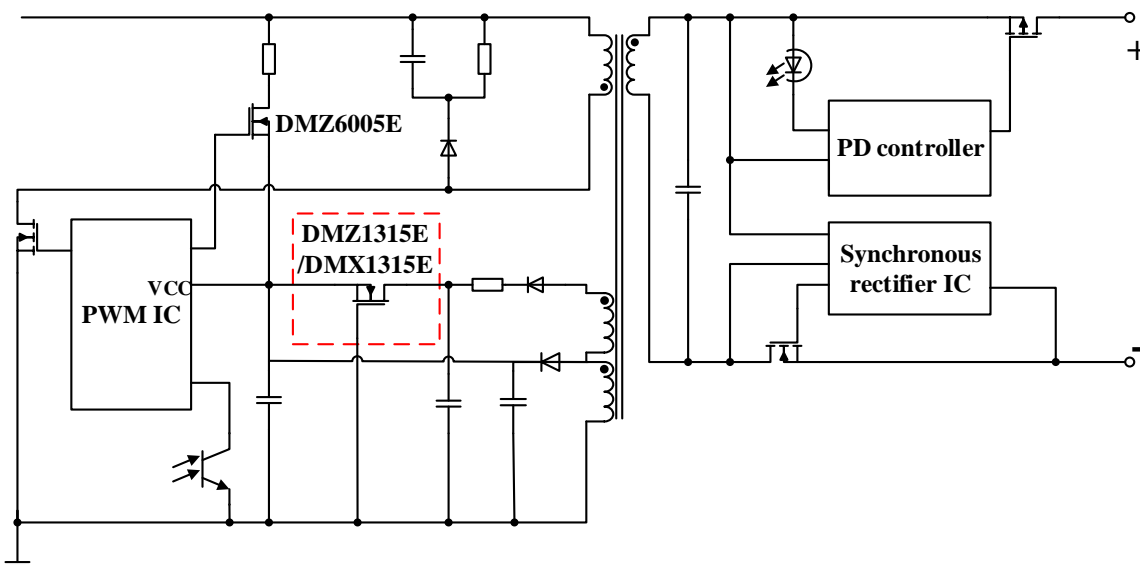 DMZ6005E
+
PD controller
DMZ1315E
/DMX1315E
Synchronous
rectifier IC
VCC
PWM IC
-